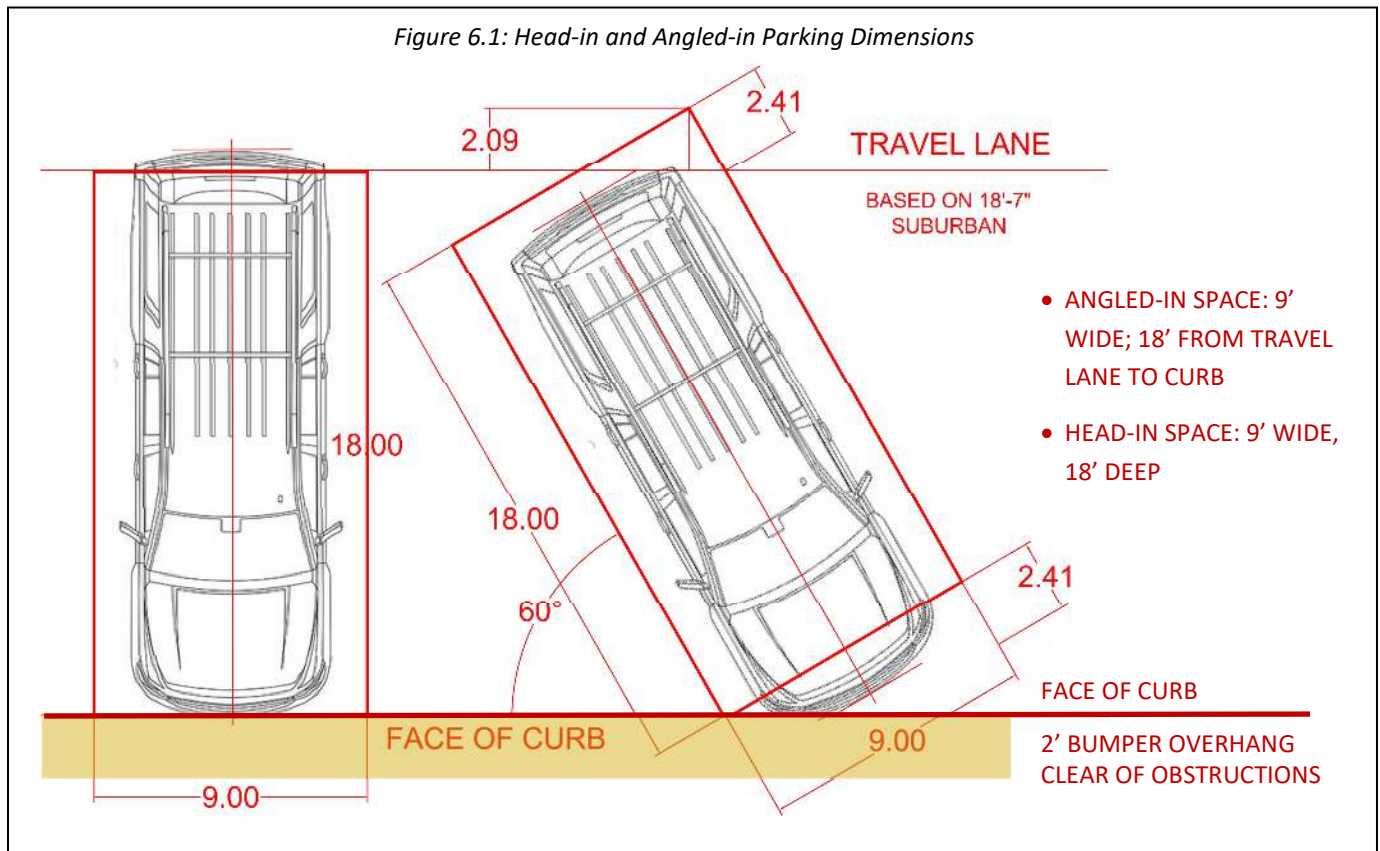 Figure 6.1: Head-in and Angled-in Parking Dimensions
2.41
2.09
TRAVEL LANE
BASED ON 18'-7"
SUBURBAN
• ANGLED-IN SPACE: 9’
WIDE; 18’ FROM TRAVEL
LANE TO CURB
• HEAD-IN SPACE: 9’ WIDE,
18’ DEEP
18.00
18.00
60°
2.41
FACE OF CURB
FACE OF CURB
9.00
2’ BUMPER OVERHANG
CLEAR OF OBSTRUCTIONS
9.00